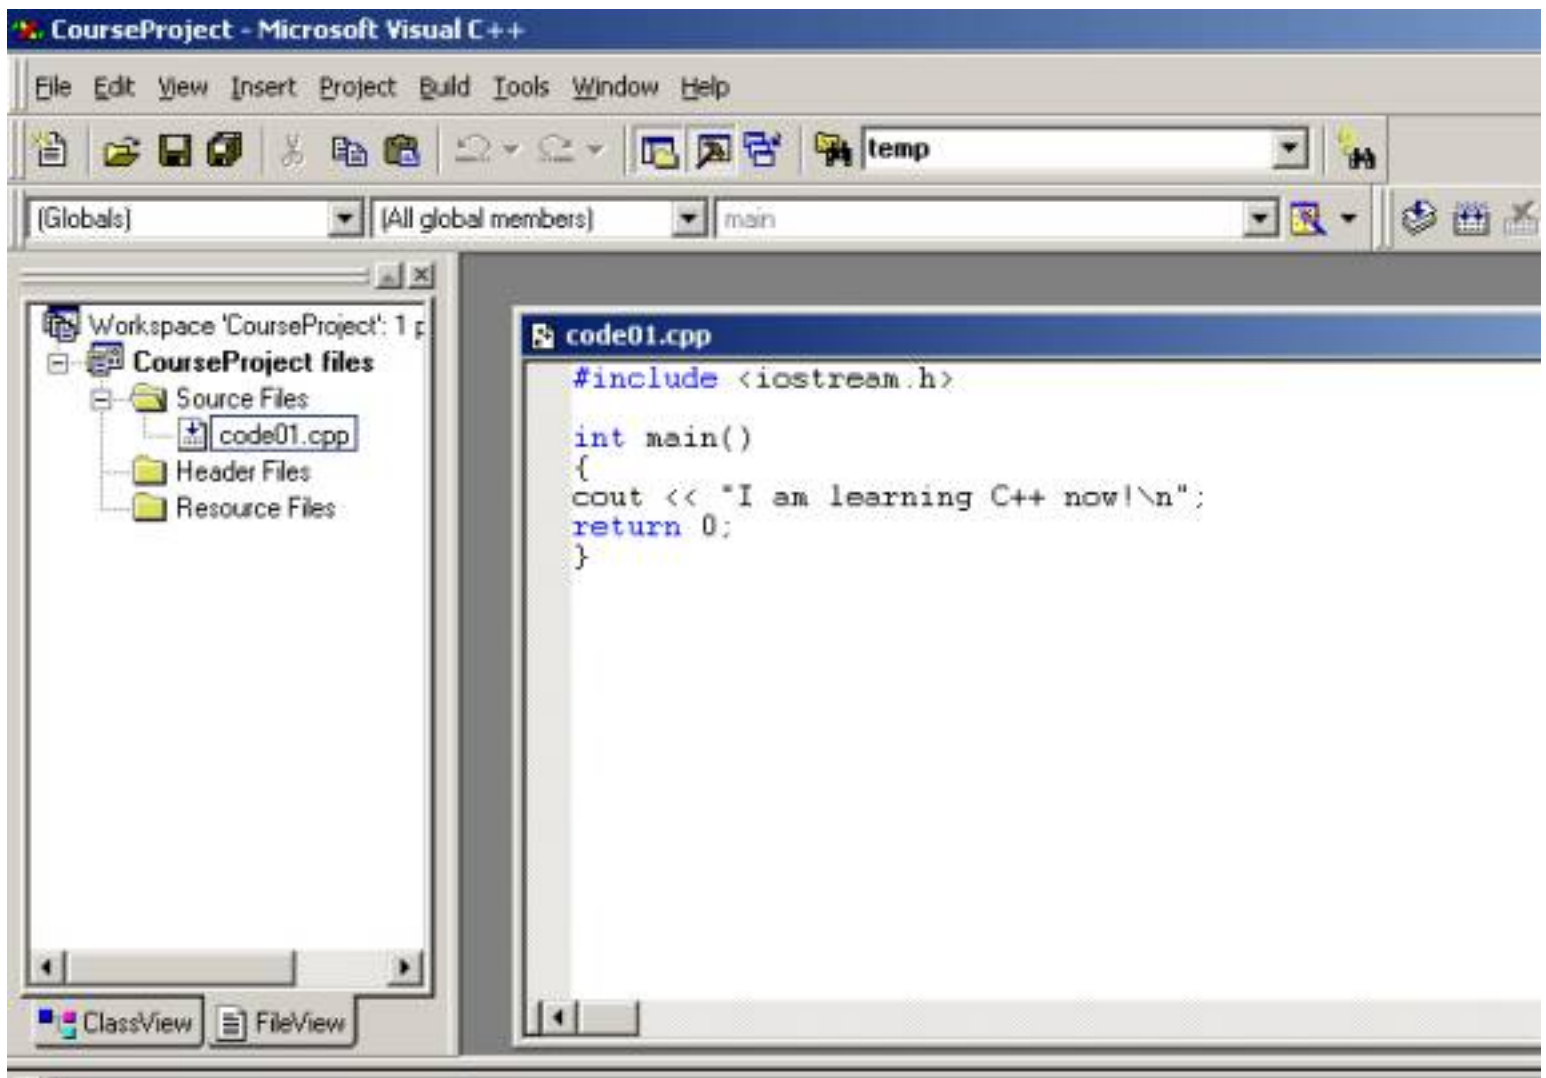 CourseProject - Microsoft Visual C++
File Edit View Insert Project Build Tools Window Help
temp
(Globals) (All global members) main
Workspace 'CourseProject': 1 p
CourseProject files
Source Files
code01.cpp
Header Files
Resource Files
ClassView FileView
code01.cpp
#include <iostream.h>
int main()
{
cout << "I am learning C++ now!\n";
return 0;
}